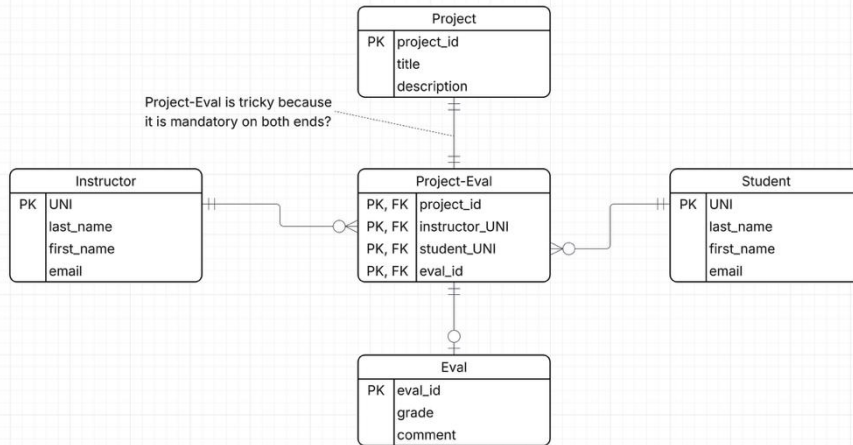 Project
PK project_id
title
description
Project-Eval is tricky because
it is mandatory on both ends?
Instructor
PK UNI
last_name
first_name
email
Project-Eval
PK, FK project_id
PK, FK instructor_UNI
PK, FK student_UNI
PK, FK eval_id
Student
PK UNI
last_name
first_name
email
Eval
PK eval_id
grade
comment